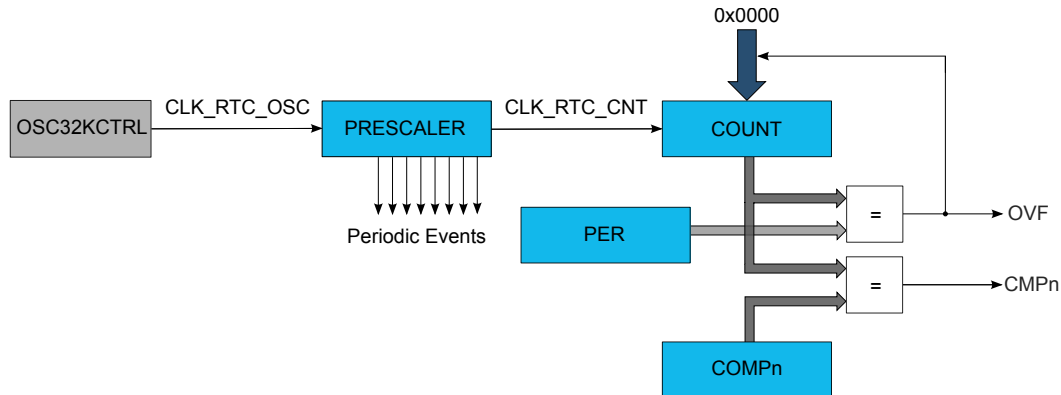 0x0000
CLK_RTC_OSC
CLK_RTC_CNT
OSC32KCTRL
PRESCALER
COUNT
Periodic Events
PER
=
OVF
=
CMPn
COMPn